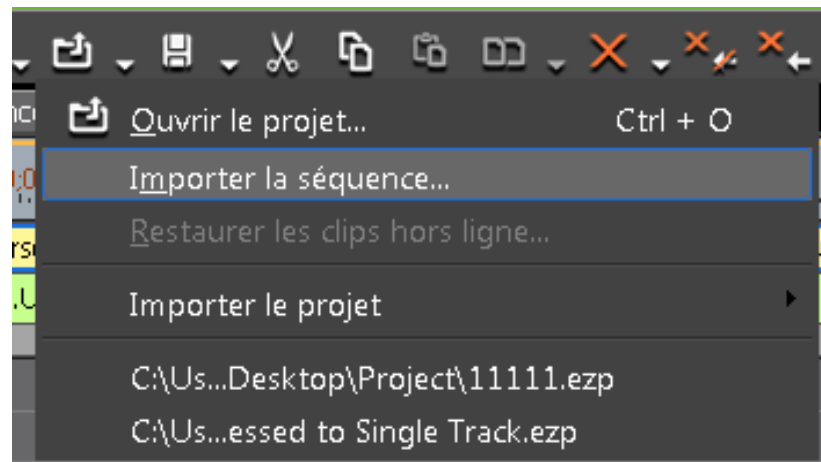 Ouvrir le projet... Ctrl + O
Importer la séquence...
Restaurer les clips hors ligne...
Importer le projet
C:\Us...Desktop\Project\11111.ezp
C:\Us...essed to Single Track.ezp